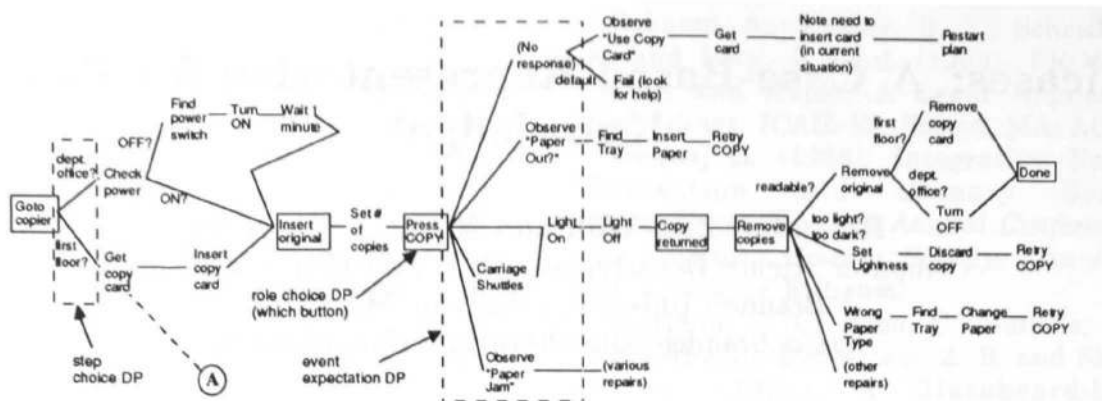 Goto
copier
dept.
office?
first
floor?
step
choice DP
Check
power
OFF?
ON?
Find
power
switch
Turn
ON
Wait 1
minute
Get
copy
card
A
Insert
copy
card
Insert
original
Set #
of
copies
Press
COPY
role choice DP
(which button)
event
expectation DP
(No
response)
default
Observe
"Use Copy
Card"
Get
card
Note need to
insert card
(in current
situation)
Restart
plan
Fail (look
for help)
Observe
"Paper
Out?"
Find
Tray
Insert
Paper
Retry
COPY
Light
On
Light
Off
Carriage
Shuttles
Observe
"Paper
Jam"
(various
repairs)
Copy
returned
Remove
copies
readable?
Remove
original
first
floor?
Remove
copy
card
dept.
office?
Turn
OFF
Done
too light?
too dark?
Set
Lighness
Discard
copy
Retry
COPY
Wrong
Paper
Type
Find
Tray
Change
Paper
Retry
COPY
(other
repairs)